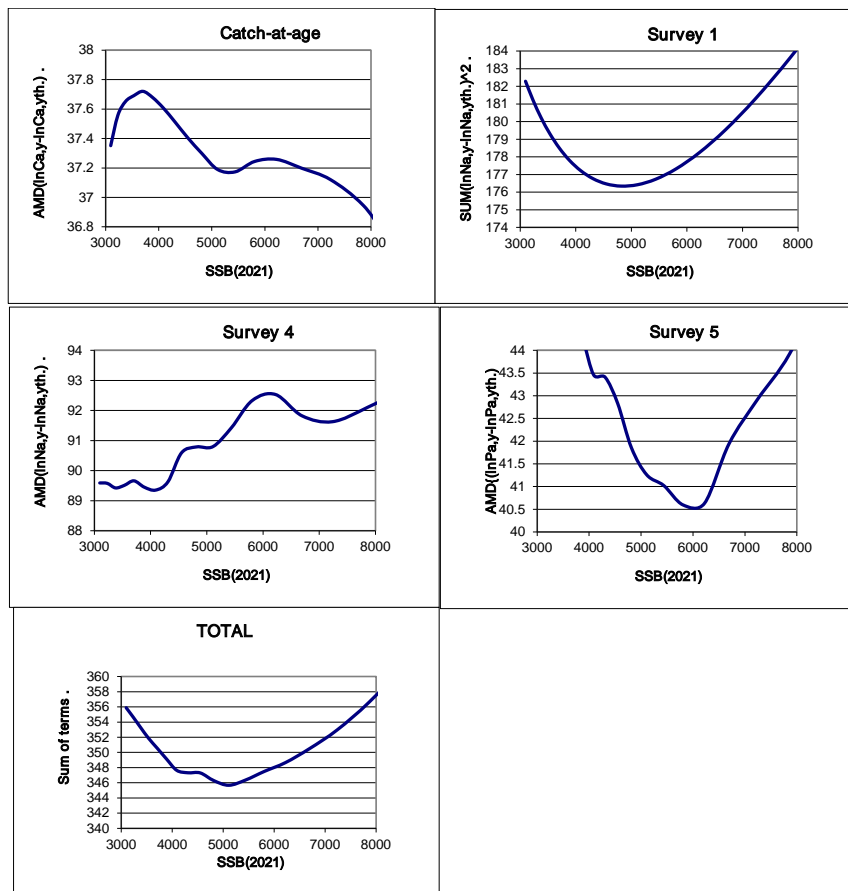 Catch-at-age
AMD(lnCa,y-lnCa,yth.) .
38
37.8
37.6
37.4
37.2
37
36.8
3000 4000 5000 6000 7000 8000
SSB(2021)
Survey 1
SUM(lnNa,y-lnNa,yth.)^2 .
184
183
182
181
180
179
178
177
176
175
174
3000 4000 5000 6000 7000 8000
SSB(2021)
Survey 4
AMD(lnNa,y-lnNa,yth.) .
94
93
92
91
90
89
88
3000 4000 5000 6000 7000 8000
SSB(2021)
Survey 5
AMD((lnPa,y-lnPa,yth.)
44
43.5
43
42.5
42
41.5
41
40.5
40
3000 4000 5000 6000 7000 8000
SSB(2021)
TOTAL
Sum of terms .
360
358
356
354
352
350
348
346
344
342
340
3000 4000 5000 6000 7000 8000
SSB(2021)